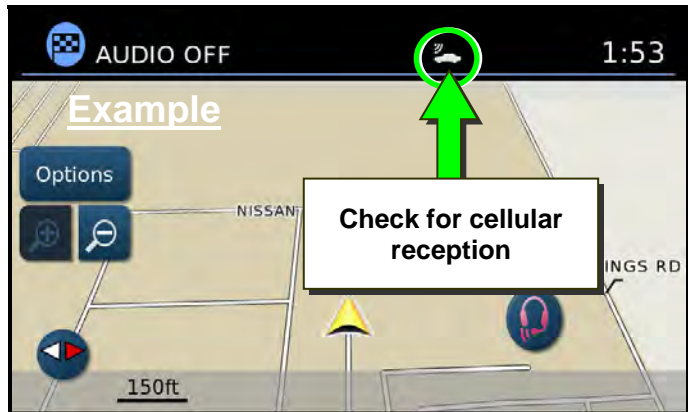 AUDIO OFF
1:53
Example
Options
NISSAN
Check for cellular
reception
INGS RD
150ft